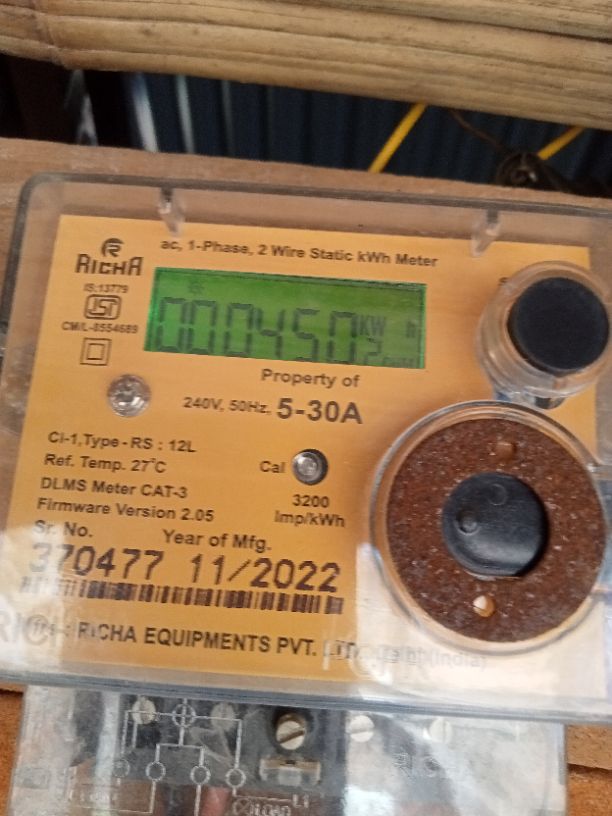 ac, 1-Phase, 2 Wire Static kWh Meter
RICHA
IS:13779
CM/L-8554689
000450 KW h
Property of
240V, 50Hz, 5-30A
Cl-1,Type - RS : 12L
Ref. Temp. 27°C
DLMS Meter CAT-3
Firmware Version 2.05
Cal
3200
Imp/kWh
Sr. No.
Year of Mfg.
370477 11/2022
RICHA EQUIPMENTS PVT.
(India)